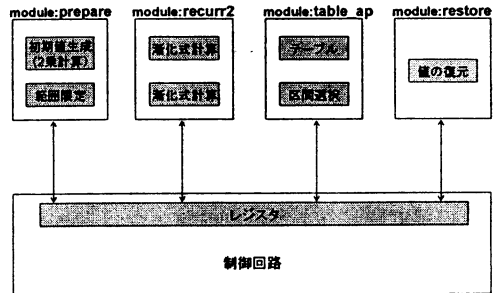 module:prepare
初期値生成
(2乗計算)
範囲限定
module:recurr2
漸化式計算
漸化式計算
module:table_ap
テーブル
区間選択
module:restore
値の復元
レジスタ
制御回路